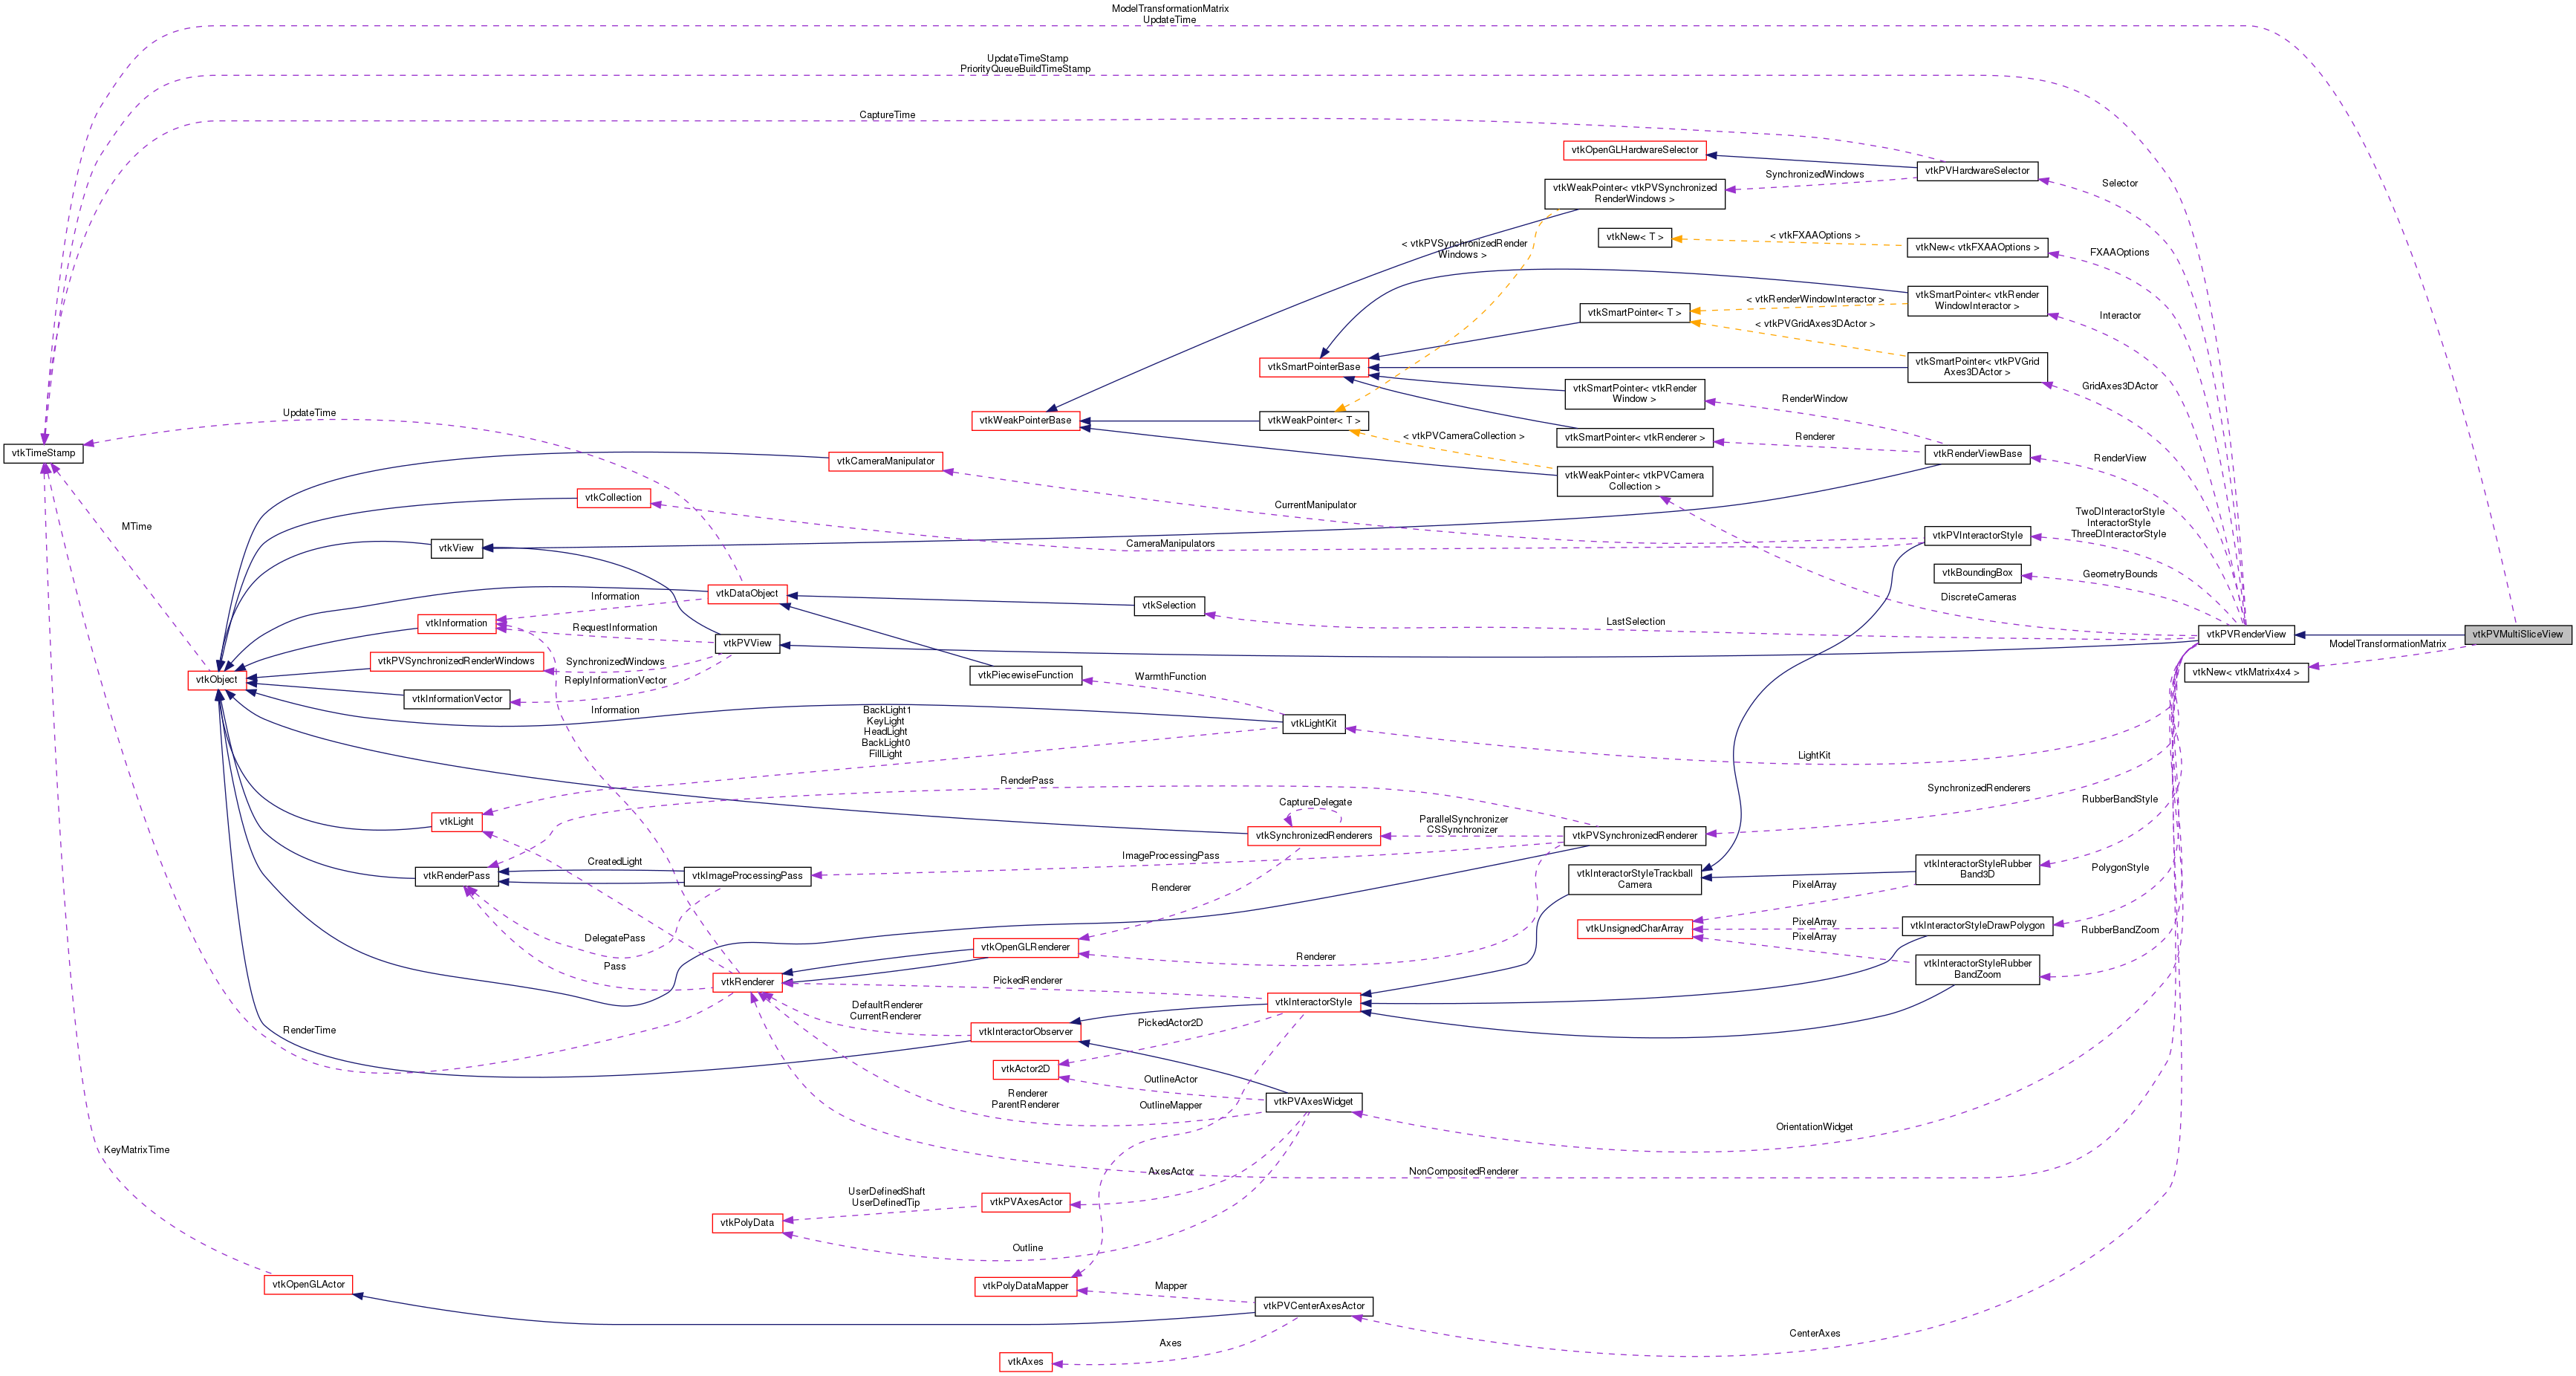 ModelTransformationMatrix
UpdateTime
UpdateTimeStamp
PriorityQueueBuildTimeStamp
CaptureTime
vtkOpenGLHardwareSelector
vtkPVHardwareSelector
SynchronizedWindows
Selector
vtkWeakPointer< vtkPVSynchronized
RenderWindows >
vtkNew< T >
< vtkFXAAOptions >
vtkNew< vtkFXAAOptions >
FXAAOptions
< vtkPVSynchronizedRender
Windows >
vtkSmartPointer< T >
< vtkRenderWindowInteractor >
vtkSmartPointer< vtkRender
WindowInteractor >
Interactor
< vtkPVGridAxes3DActor >
vtkSmartPointerBase
vtkSmartPointer< vtkPVGrid
Axes3DActor >
GridAxes3DActor
vtkSmartPointer< vtkRender
Window >
RenderWindow
UpdateTime
vtkWeakPointerBase
vtkWeakPointer< T >
< vtkPVCameraCollection >
vtkSmartPointer< vtkRenderer >
Renderer
vtkRenderViewBase
RenderView
vtkTimeStamp
vtkCameraManipulator
vtkWeakPointer< vtkPVCamera
Collection >
vtkCollection
CurrentManipulator
TwoDInteractorStyle
InteractorStyle
ThreeDInteractorStyle
MTime
vtkView
CameraManipulators
vtkPVInteractorStyle
vtkBoundingBox
GeometryBounds
vtkDataObject
Information
vtkSelection
DiscreteCameras
vtkInformation
RequestInformation
vtkPVView
LastSelection
vtkPVRenderView
vtkPVMultiSliceView
ModelTransformationMatrix
vtkPVSynchronizedRenderWindows
SynchronizedWindows
vtkObject
ReplyInformationVector
vtkPiecewiseFunction
WarmthFunction
vtkNew< vtkMatrix4x4 >
vtkInformationVector
Information
BackLight1
KeyLight
HeadLight
BackLight0
FillLight
vtkLightKit
LightKit
RenderPass
SynchronizedRenderers
RubberBandStyle
CaptureDelegate
vtkLight
vtkSynchronizedRenderers
ParallelSynchronizer
CSSynchronizer
vtkPVSynchronizedRenderer
CreatedLight
ImageProcessingPass
vtkRenderPass
vtkImageProcessingPass
Renderer
vtkInteractorStyleTrackball
Camera
vtkInteractorStyleRubber
Band3D
PolygonStyle
PixelArray
vtkUnsignedCharArray
PixelArray
vtkInteractorStyleDrawPolygon
PixelArray
RubberBandZoom
DelegatePass
vtkOpenGLRenderer
Renderer
Pass
vtkRenderer
PickedRenderer
vtkInteractorStyleRubber
BandZoom
DefaultRenderer
CurrentRenderer
vtkInteractorStyle
RenderTime
vtkInteractorObserver
PickedActor2D
vtkActor2D
OutlineActor
Renderer
ParentRenderer
OutlineMapper
vtkPVAxesWidget
OrientationWidget
KeyMatrixTime
AxesActor
NonCompositedRenderer
UserDefinedShaft
UserDefinedTip
vtkPVAxesActor
vtkPolyData
Outline
vtkOpenGLActor
vtkPolyDataMapper
Mapper
vtkPVCenterAxesActor
CenterAxes
Axes
vtkAxes